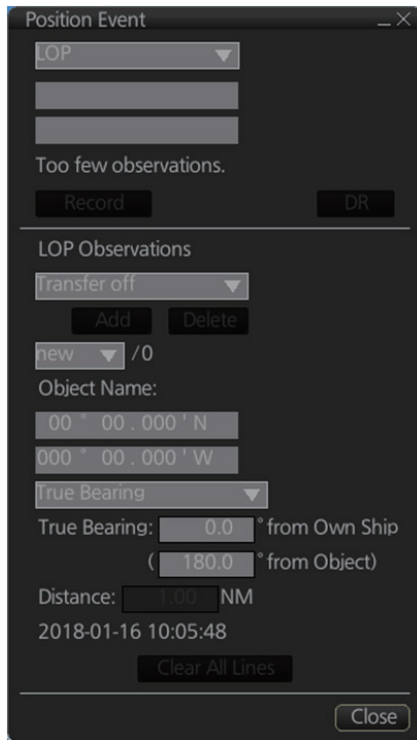 Position Event
LOP
Too few observations.
Record DR
LOP Observations
Transfer off
Add Delete
new /0
Object Name:
00 ° 00 . 000 ' N
000 ° 00 . 000 ' W
True Bearing
True Bearing: 0.0 ° from Own Ship
( 180.0 ° from Object)
Distance: 1.00 NM
2018-01-16 10:05:48
Clear All Lines
Close